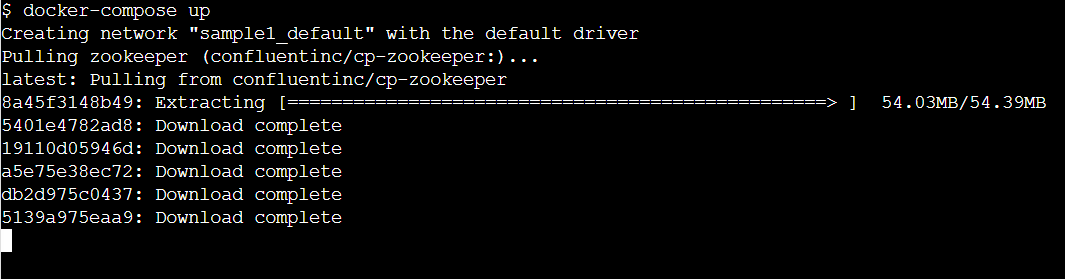 $ docker-compose up
Creating network "sample1_default" with the default driver
Pulling zookeeper (confluentinc/cp-zookeeper:)...
latest: Pulling from confluentinc/cp-zookeeper
8a45f3148b49: Extracting [=================================================> ]  54.03MB/54.39MB
5401e4782ad8: Download complete
19110d05946d: Download complete
a5e75e38ec72: Download complete
db2d975c0437: Download complete
5139a975eaa9: Download complete